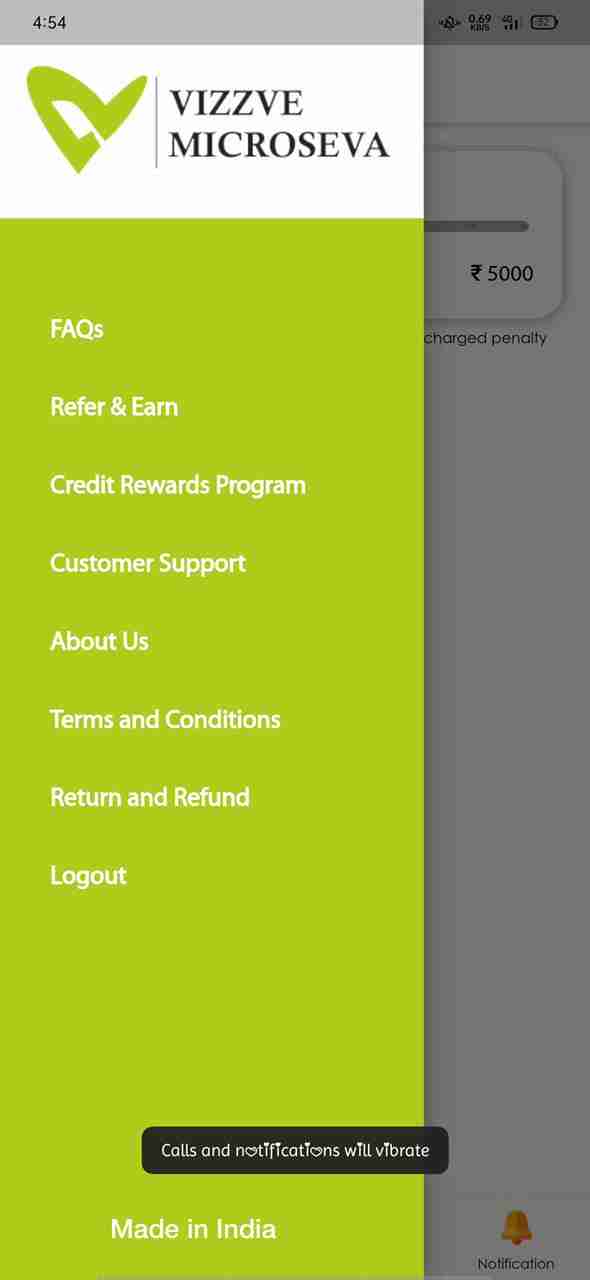 4:54
0.69
KB/S
4G
52
VIZZVE
MICROSEVA
₹ 5000
charged penalty
FAQs
Refer & Earn
Credit Rewards Program
Customer Support
About Us
Terms and Conditions
Return and Refund
Logout
Calls and notifications will vibrate
Made in India
Notification